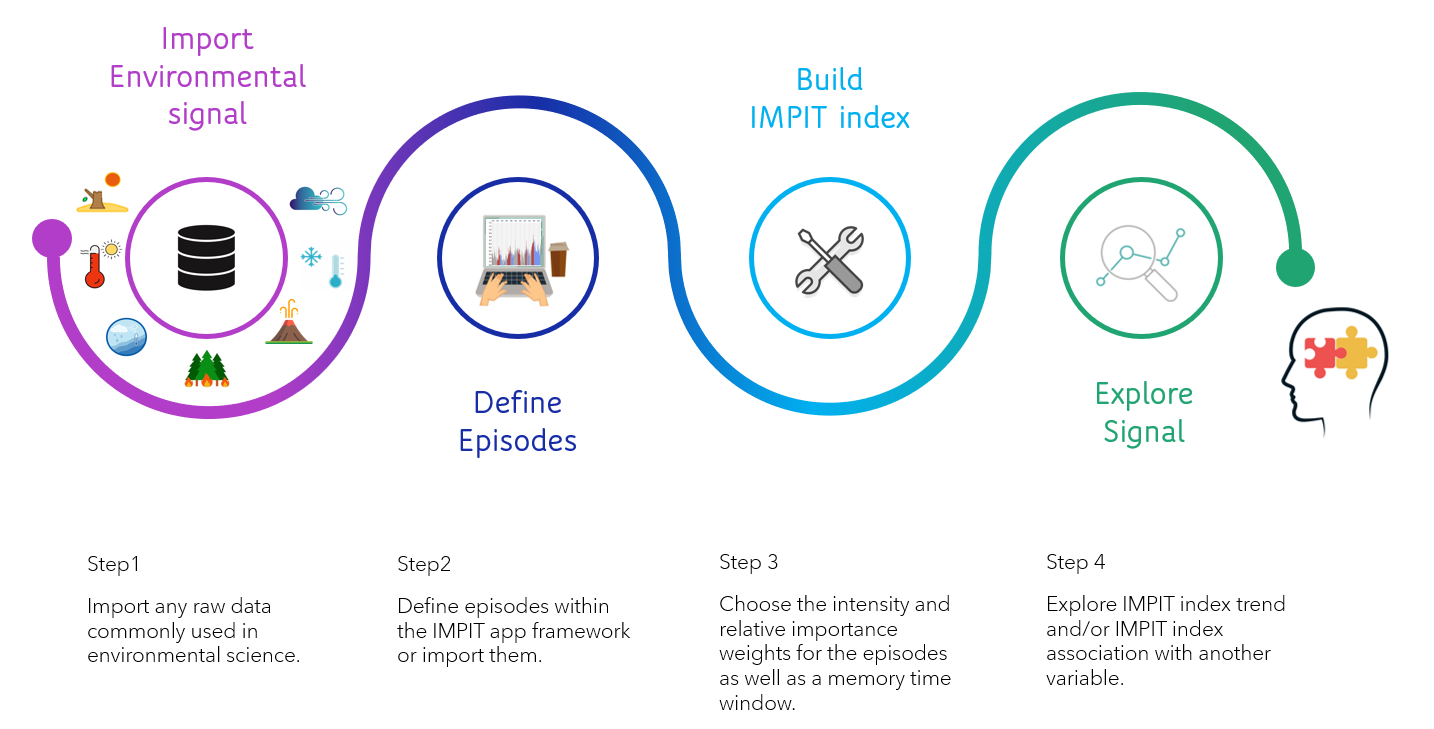 Import
Environmental
signal
Build
IMPIT index
Define
Episodes
Explore
Signal
Step1
Import any raw data
commonly used in
environmental science.
Step2
Define episodes within
the IMPIT app framework
or import them.
Step 3
Choose the intensity and
relative importance
weights for the episodes
as well as a memory time
window.
Step 4
Explore IMPIT index trend
and/or IMPIT index
association with another
variable.